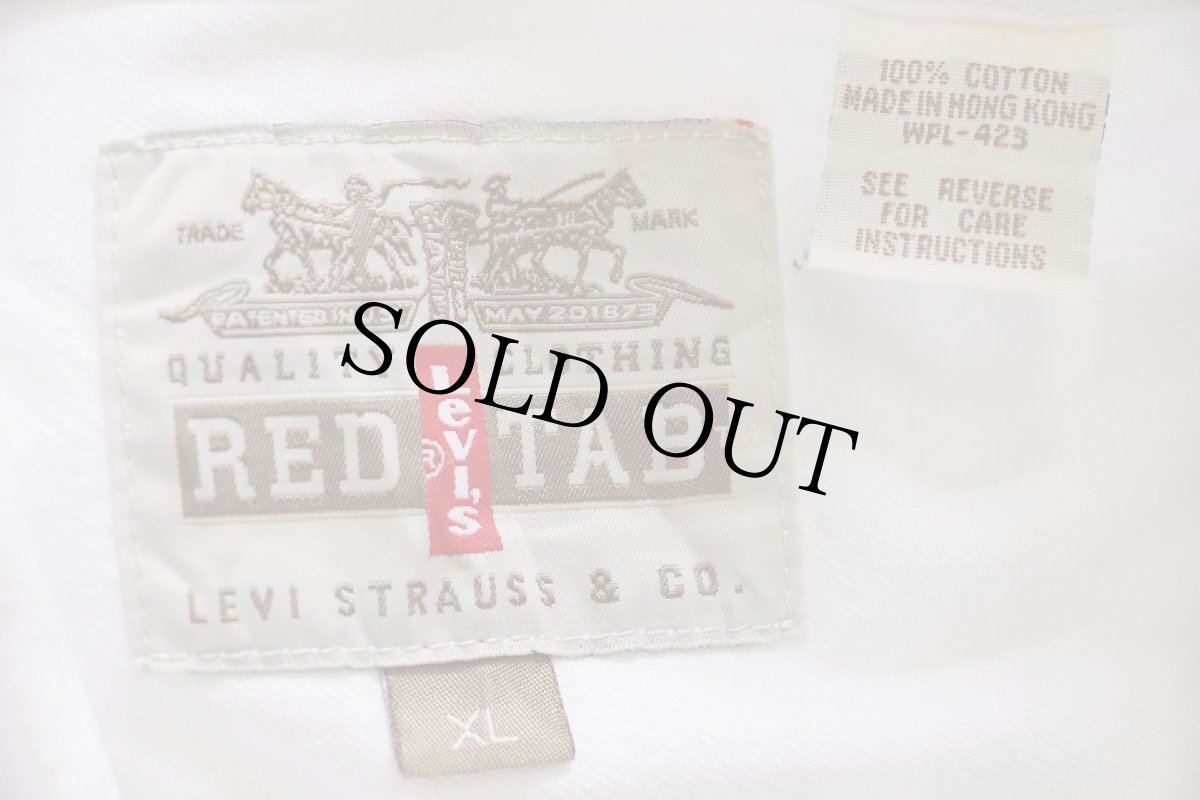 100% COTTON
MADE IN HONG KONG
WPL-423
SEE REVERSE
FOR CARE
INSTRUCTIONS
TRADE MARK
PATENTED IN U.S. MAY 20 1873
QUALITY CLOTHING
RED TAB
Levi's
®
LEVI STRAUSS & CO.
XL
SOLD OUT